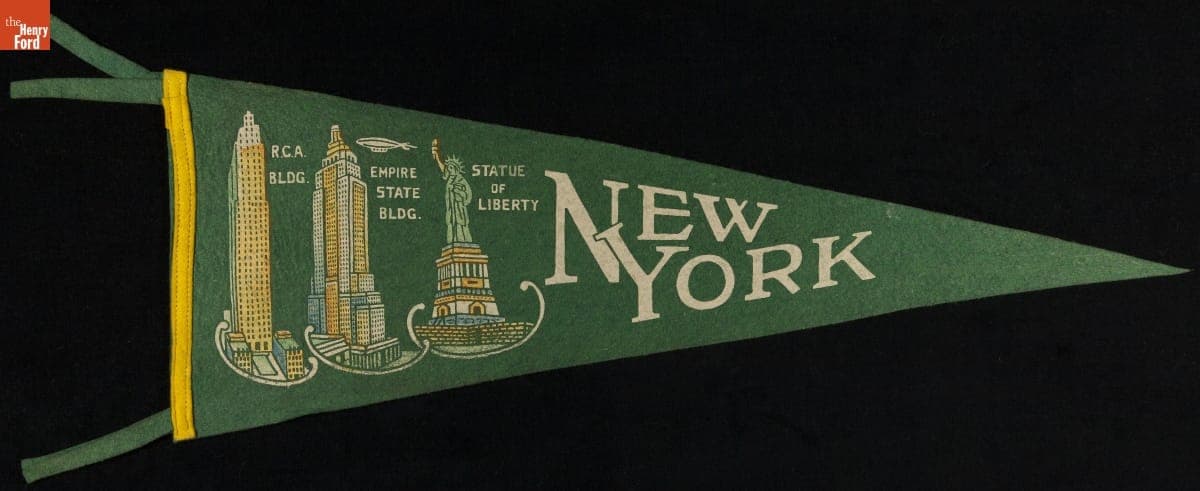 the
Henry
Ford
R.C.A.
BLDG.
EMPIRE
STATE
BLDG.
STATUE
OF
LIBERTY
NEW
YORK